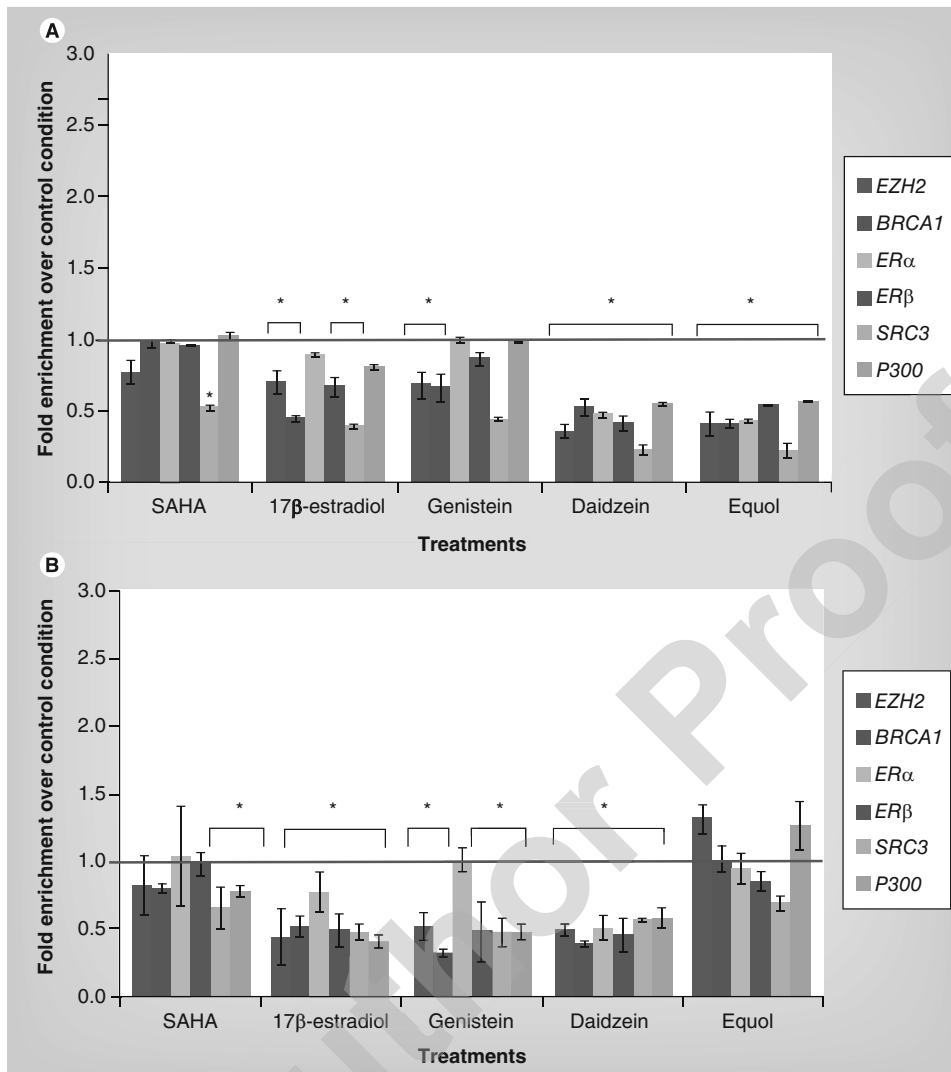 A
Fold enrichment over control condition
3.0
2.5
2.0
1.5
1.0
0.5
0.0
* * * * * *
SAHA 17β-estradiol Genistein Daidzein Equol
Treatments
EZH2
BRCA1
ERα
ERβ
SRC3
P300
B
Fold enrichment over control condition
3.0
2.5
2.0
1.5
1.0
0.5
0.0
* * * * *
SAHA 17β-estradiol Genistein Daidzein Equol
Treatments
EZH2
BRCA1
ERα
ERβ
SRC3
P300
Author Proof